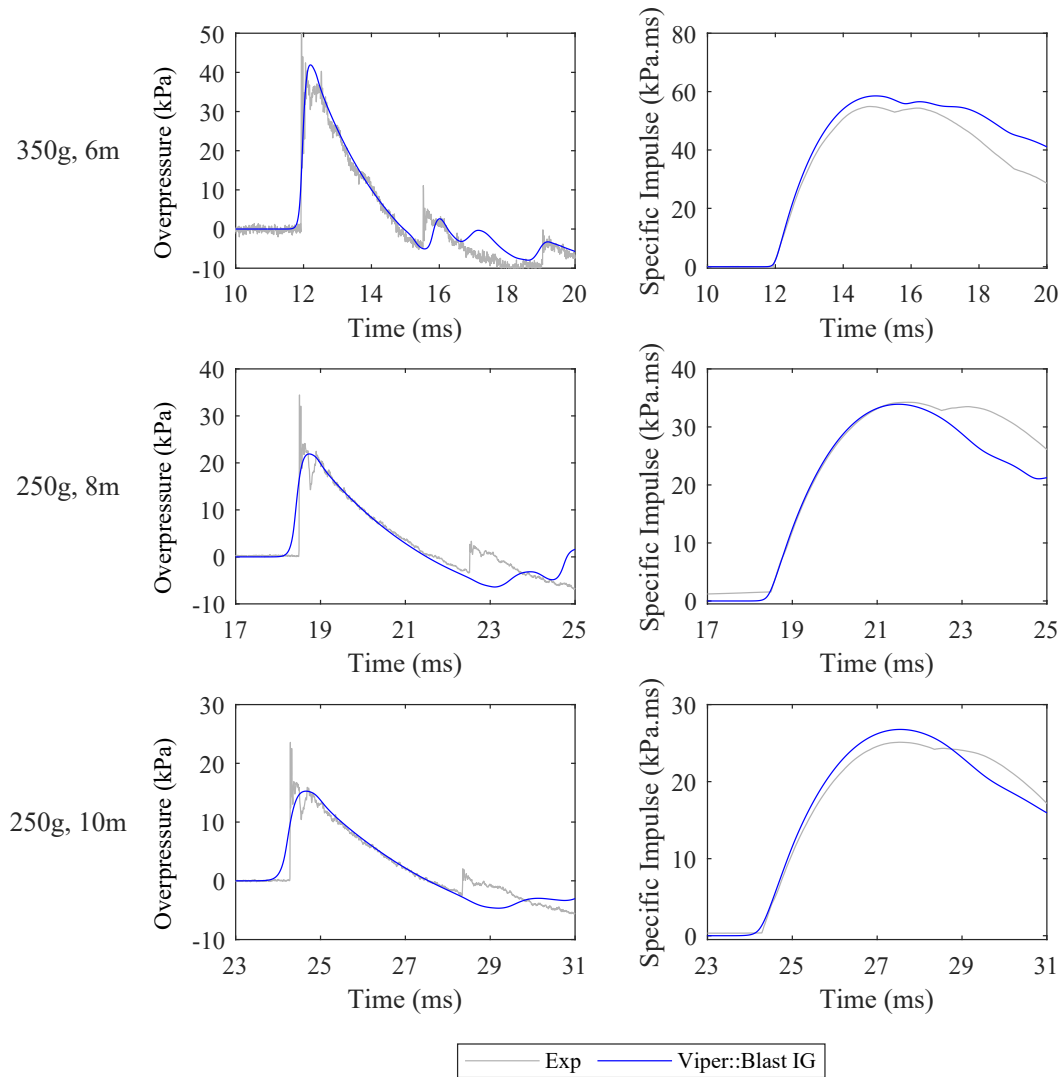 50
40
30
20
10
0
-10
Overpressure (kPa)
10 12 14 16 18 20
Time (ms)
80
60
40
20
0
Specific Impulse (kPa.ms)
10 12 14 16 18 20
Time (ms)
350g, 6m
40
30
20
10
0
-10
Overpressure (kPa)
17 19 21 23 25
Time (ms)
40
30
20
10
0
Specific Impulse (kPa.ms)
17 19 21 23 25
Time (ms)
250g, 8m
30
20
10
0
-10
Overpressure (kPa)
23 25 27 29 31
Time (ms)
30
20
10
0
Specific Impulse (kPa.ms)
23 25 27 29 31
Time (ms)
250g, 10m
Exp Viper::Blast IG